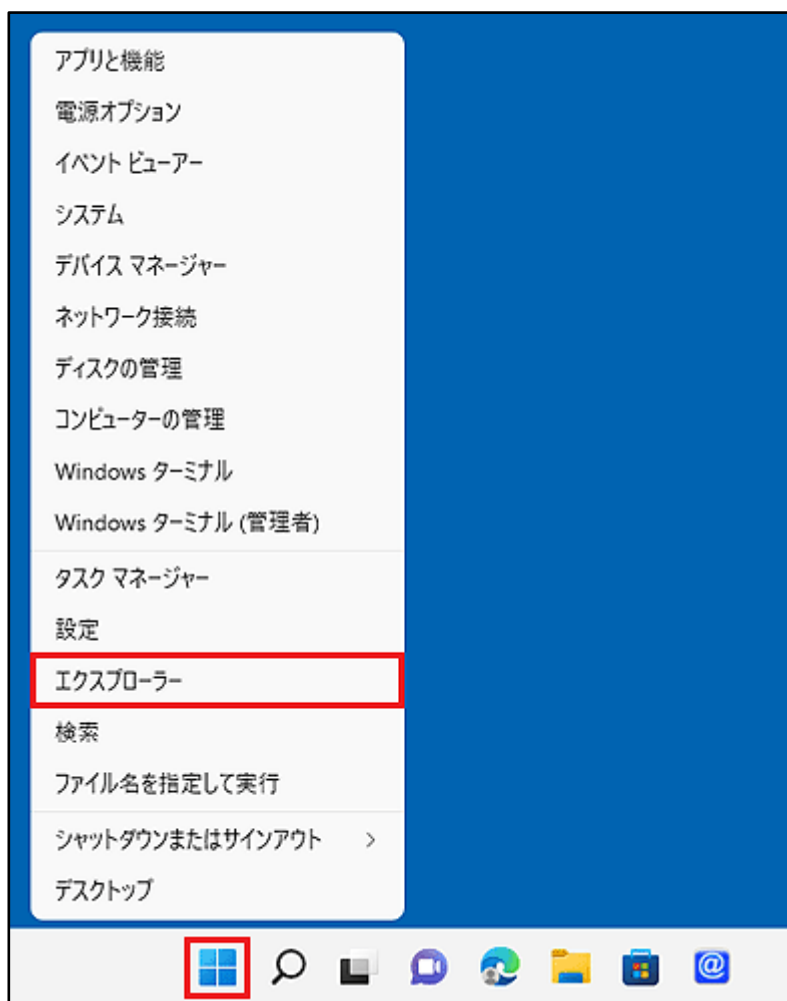 アプリと機能
電源オプション
イベント ビューアー
システム
デバイス マネージャー
ネットワーク接続
ディスクの管理
コンピューターの管理
Windows ターミナル
Windows ターミナル (管理者)
タスク マネージャー
設定
エクスプローラー
検索
ファイル名を指定して実行
シャットダウンまたはサインアウト
デスクトップ
@